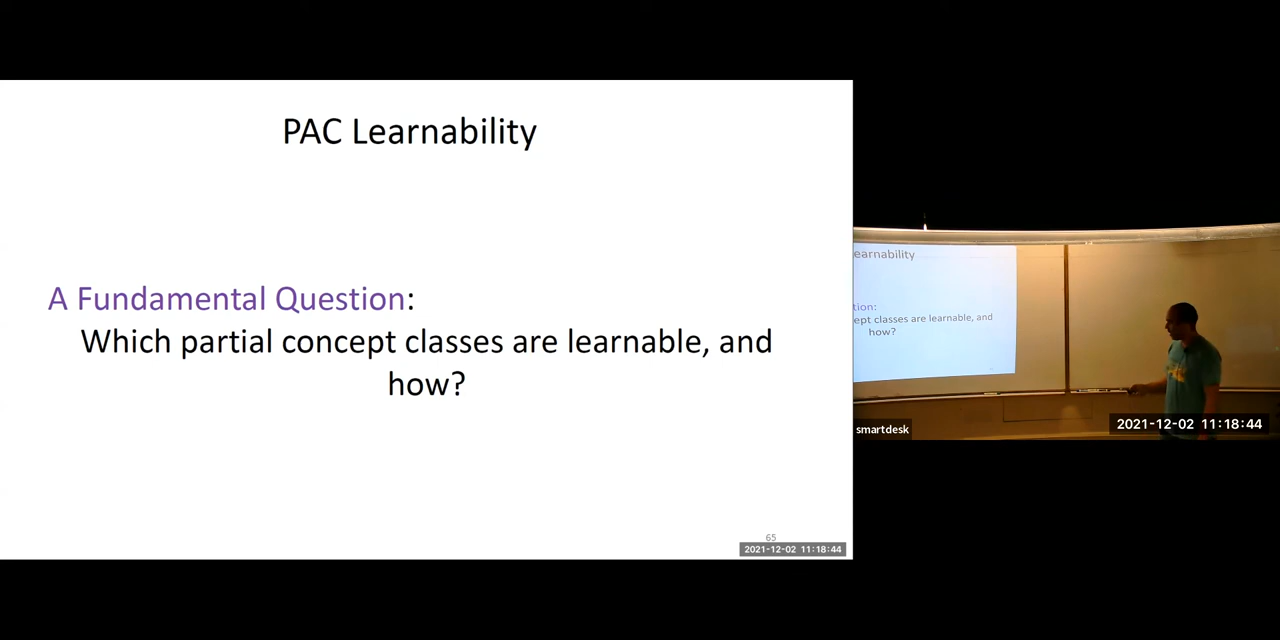 PAC Learnability
A Fundamental Question:
Which partial concept classes are learnable, and
how?
65
2021-12-02 11:18:44
earnability
tion:
ept classes are learnable, and
how?
smartdesk
2021-12-02 11:18:44